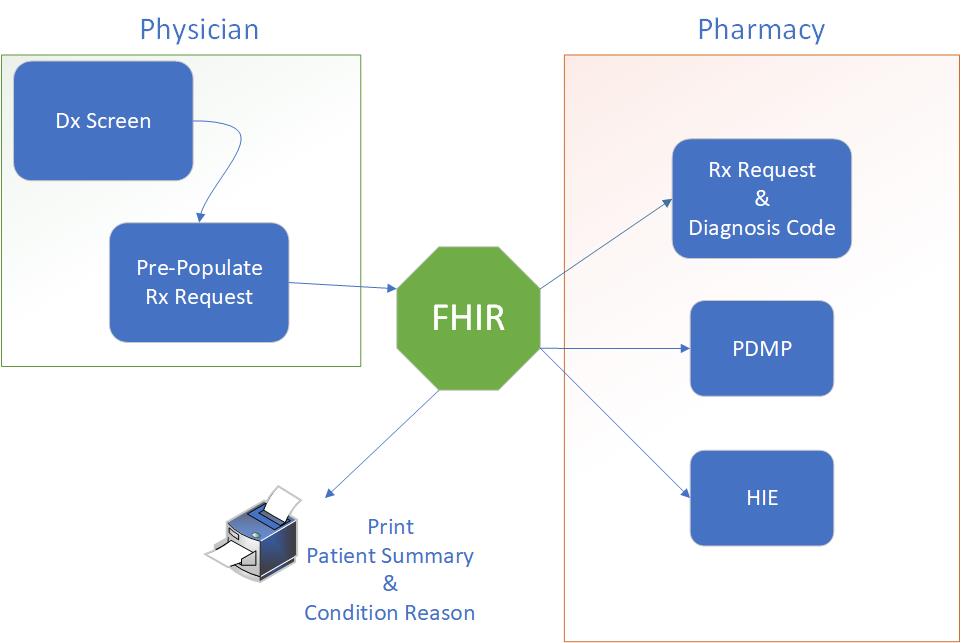 Physician
Pharmacy
Dx Screen
Pre-Populate
Rx Request
FHIR
Rx Request
&
Diagnosis Code
PDMP
HIE
Print
Patient Summary
&
Condition Reason